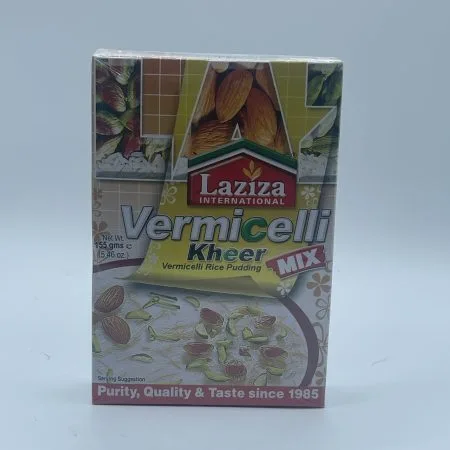 LAZ
Laziza
INTERNATIONAL
Vermicelli
Kheer
Vermicelli Rice Pudding
MIX
Net Wt.
155 gms e
(5.46 oz.)
Serving Suggestion
Purity, Quality & Taste since 1985